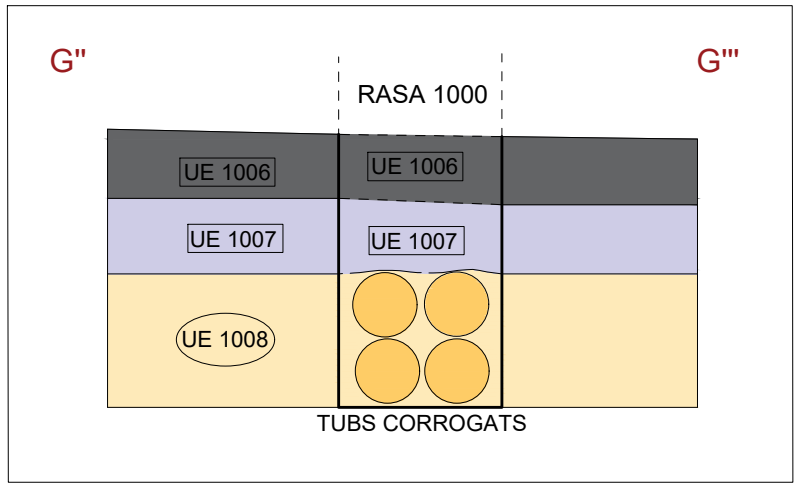 G" G'"
RASA 1000
UE 1006 UE 1006
UE 1007 UE 1007
UE 1008
TUBS CORROGATS